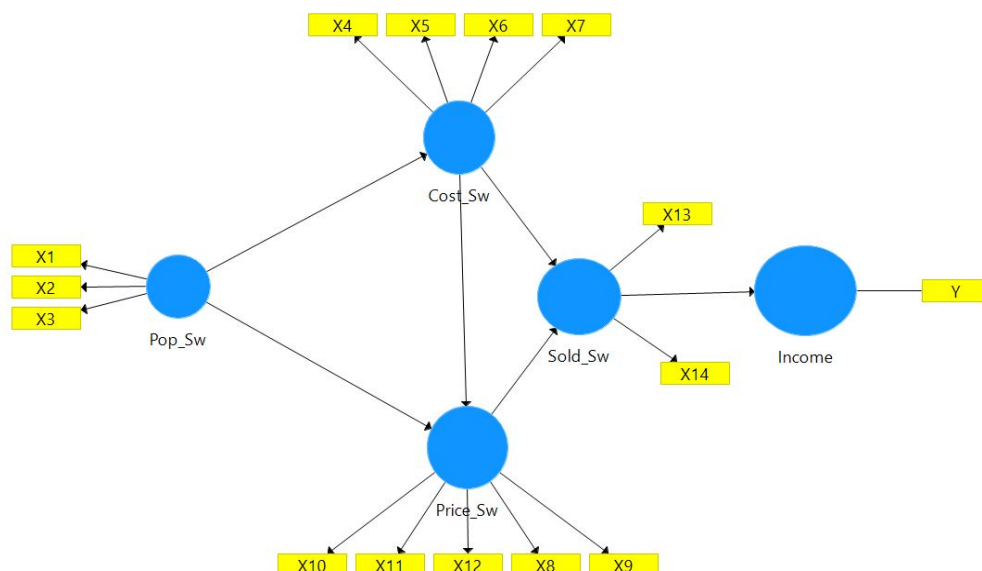 X4 X5 X6 X7
Cost_Sw
X13
X1
X2
X3
Pop_Sw
Sold_Sw
Income
Y
X14
Price_Sw
X10 X11 X12 X8 X9